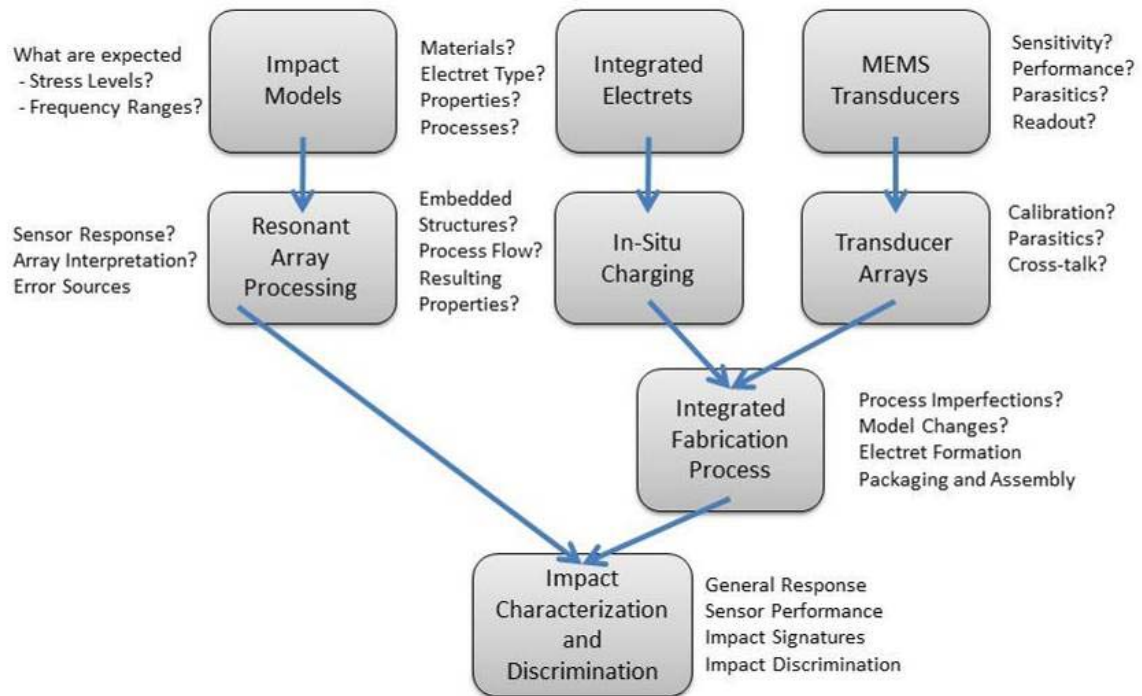 What are expected
- Stress Levels?
- Frequency Ranges?
Impact
Models
Materials?
Electret Type?
Properties?
Processes?
Integrated
Electrets
MEMS
Transducers
Sensitivity?
Performance?
Parasitics?
Readout?
Sensor Response?
Array Interpretation?
Error Sources
Resonant
Array
Processing
Embedded
Structures?
Process Flow?
Resulting
Properties?
In-Situ
Charging
Transducer
Arrays
Calibration?
Parasitics?
Cross-talk?
Integrated
Fabrication
Process
Process Imperfections?
Model Changes?
Electret Formation
Packaging and Assembly
Impact
Characterization
and
Discrimination
General Response
Sensor Performance
Impact Signatures
Impact Discrimination